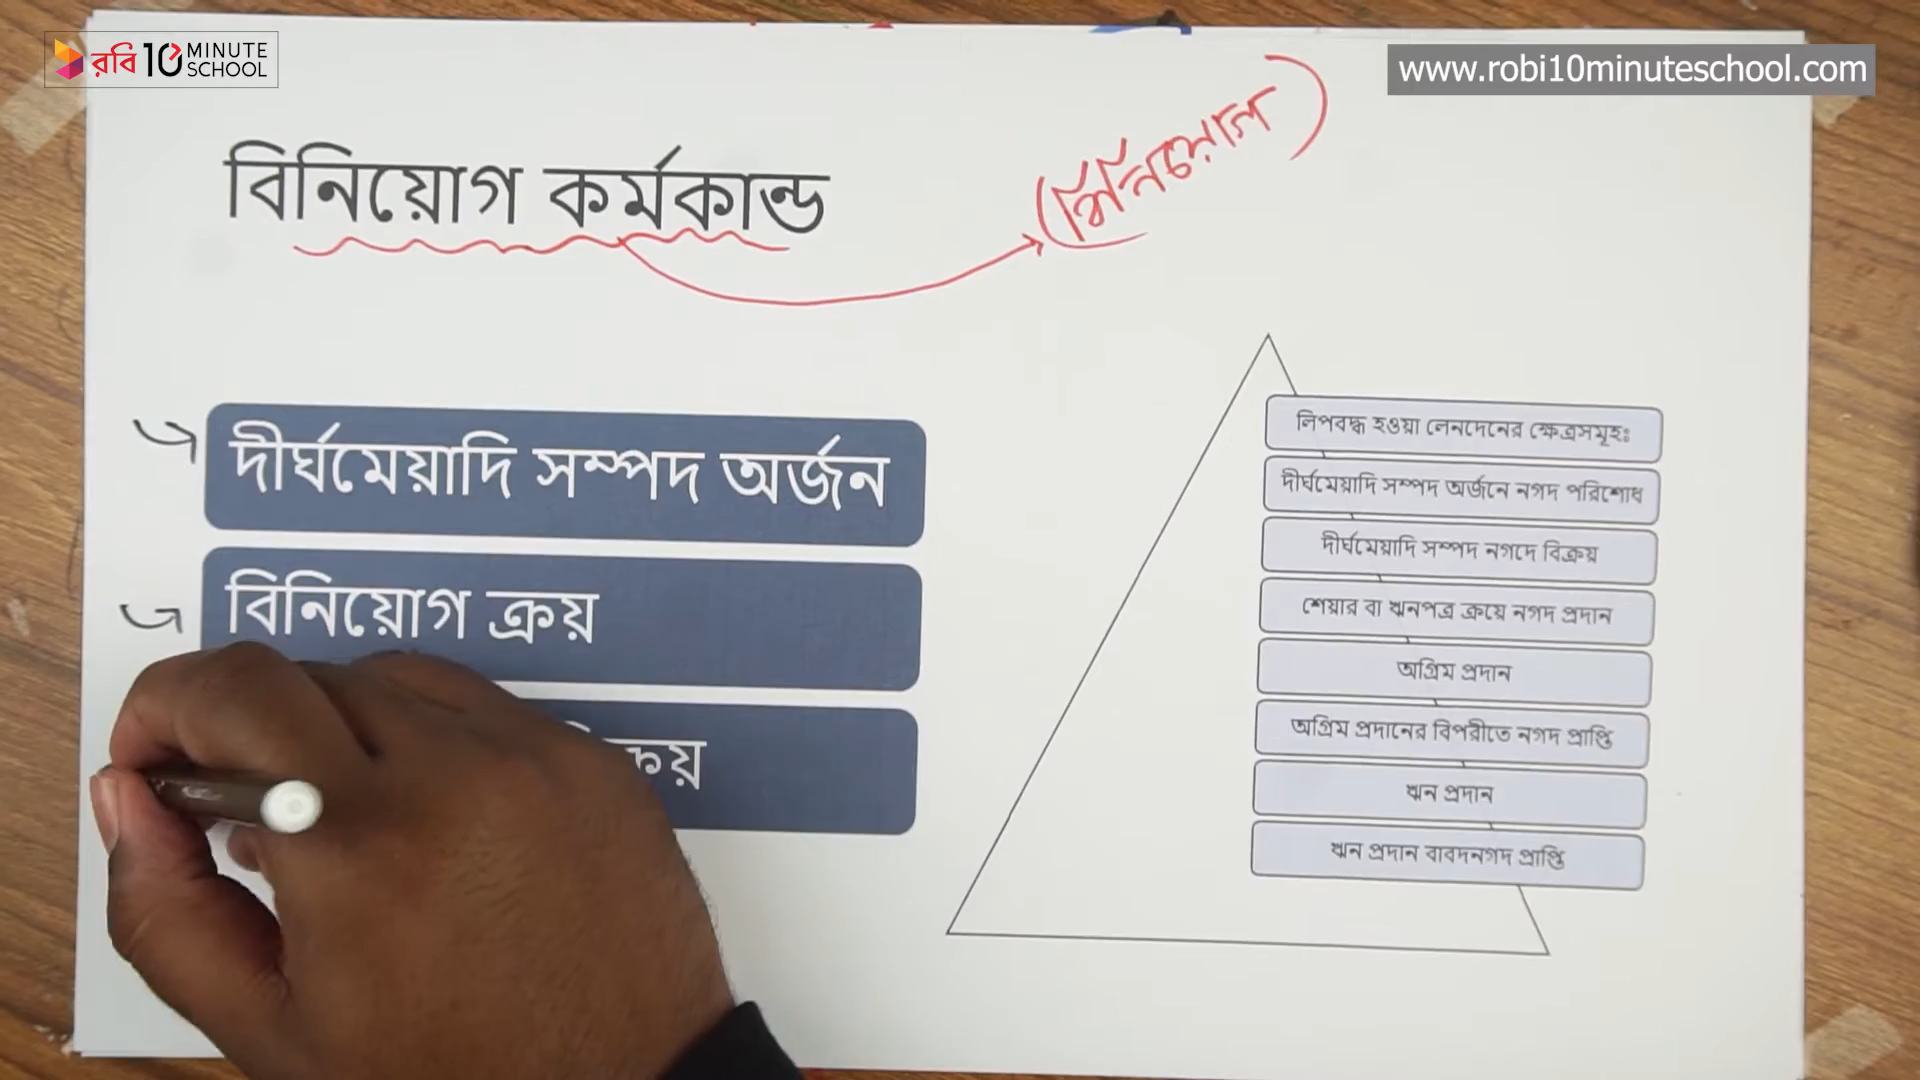 রবি 10 MINUTE SCHOOL
www.robi10minuteschool.com
বিনিয়োগ কর্মকান্ড
(বিনিয়োগ)
দীর্ঘমেয়াদি সম্পদ অর্জন
বিনিয়োগ ক্রয়
ক্রয়
লিপবদ্ধ হওয়া লেনদেনের ক্ষেত্রসমূহঃ
দীর্ঘমেয়াদি সম্পদ অর্জনে নগদ পরিশোধ
দীর্ঘমেয়াদি সম্পদ নগদে বিক্রয়
শেয়ার বা ঋনপত্র ক্রয়ে নগদ প্রদান
অগ্রিম প্রদান
অগ্রিম প্রদানের বিপরীতে নগদ প্রাপ্তি
ঋন প্রদান
ঋন প্রদান বাবদনগদ প্রাপ্তি